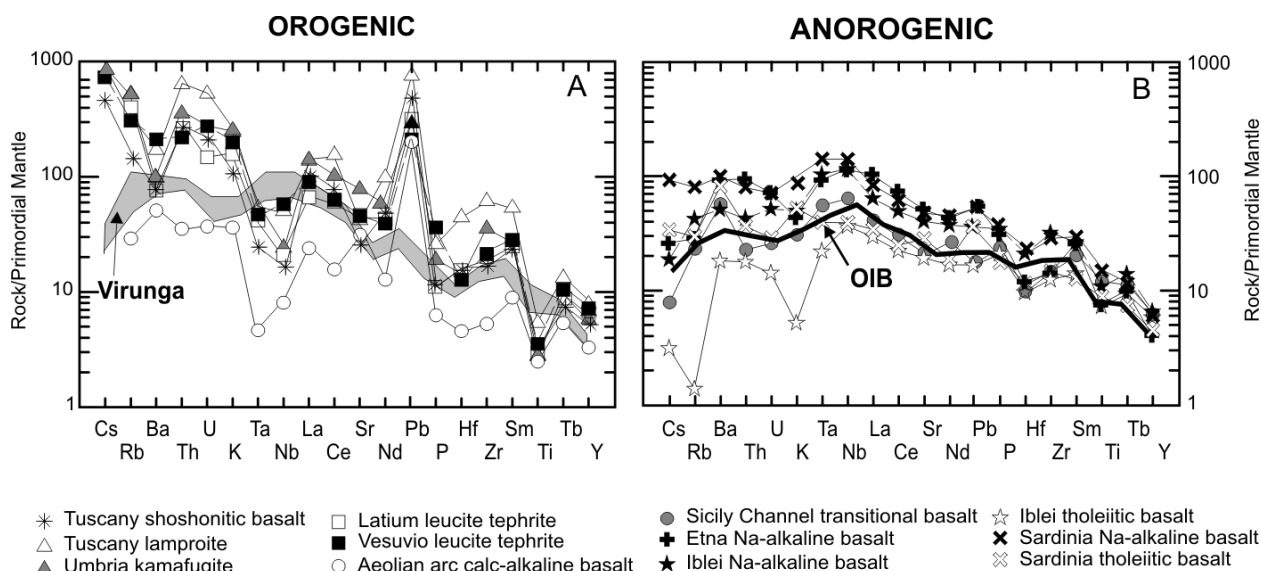 OROGENIC
ANOROGENIC
1000
100
10
1
Rock/Primordial Mantle
A
Virunga
Cs Ba U Ta La Sr Pb Hf Sm Tb
Rb Th K Nb Ce Nd P Zr Ti Y
B
OIB
1000
100
10
1
Rock/Primordial Mantle
Cs Ba U Ta La Sr Pb Hf Sm Tb
Rb Th K Nb Ce Nd P Zr Ti Y
Tuscany shoshonitic basalt
Tuscany lamproite
Umbria kamafugite
Latium leucite tephrite
Vesuvio leucite tephrite
Aeolian arc calc-alkaline basalt
Sicily Channel transitional basalt
Etna Na-alkaline basalt
Iblei Na-alkaline basalt
Iblei tholeiitic basalt
Sardinia Na-alkaline basalt
Sardinia tholeiitic basalt